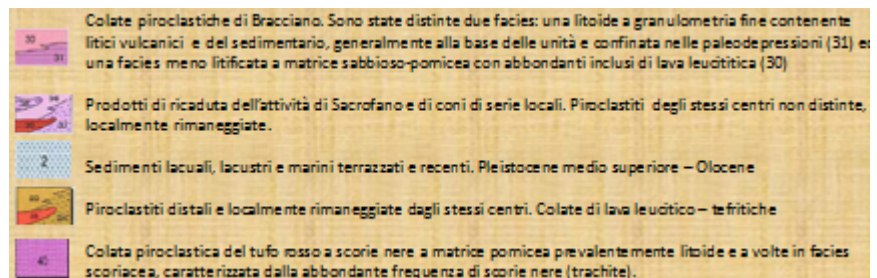 Colate piroclastiche di Bracciano. Sono state distinte due facies: una litoide a granulometria fine contenente
30
litici vulcanici e del sedimentario, generalmente alla base delle unità e confinata nelle paleodepressioni (31) ed
31
una facies meno litificata a matrice sabbioso-pomicea con abbondanti inclusi di lava leucititica (30)
Prodotti di ricaduta dell'attività di Sacrofano e di coni di serie locali. Piroclastiti degli stessi centri non distinte,
localmente rimaneggiate.
2
Sedimenti lacuali, lacustri e marini terrazzati e recenti. Pleistocene medio superiore – Olocene
Piroclastiti distali e localmente rimaneggiate dagli stessi centri. Colate di lava leucitico – tefritiche
Colata piroclastica del tufo rosso a scorie nere a matrice pomicea prevalentemente litoide e a volte in facies
scoriacea, caratterizzata dalla abbondante frequenza di scorie nere (trachite).